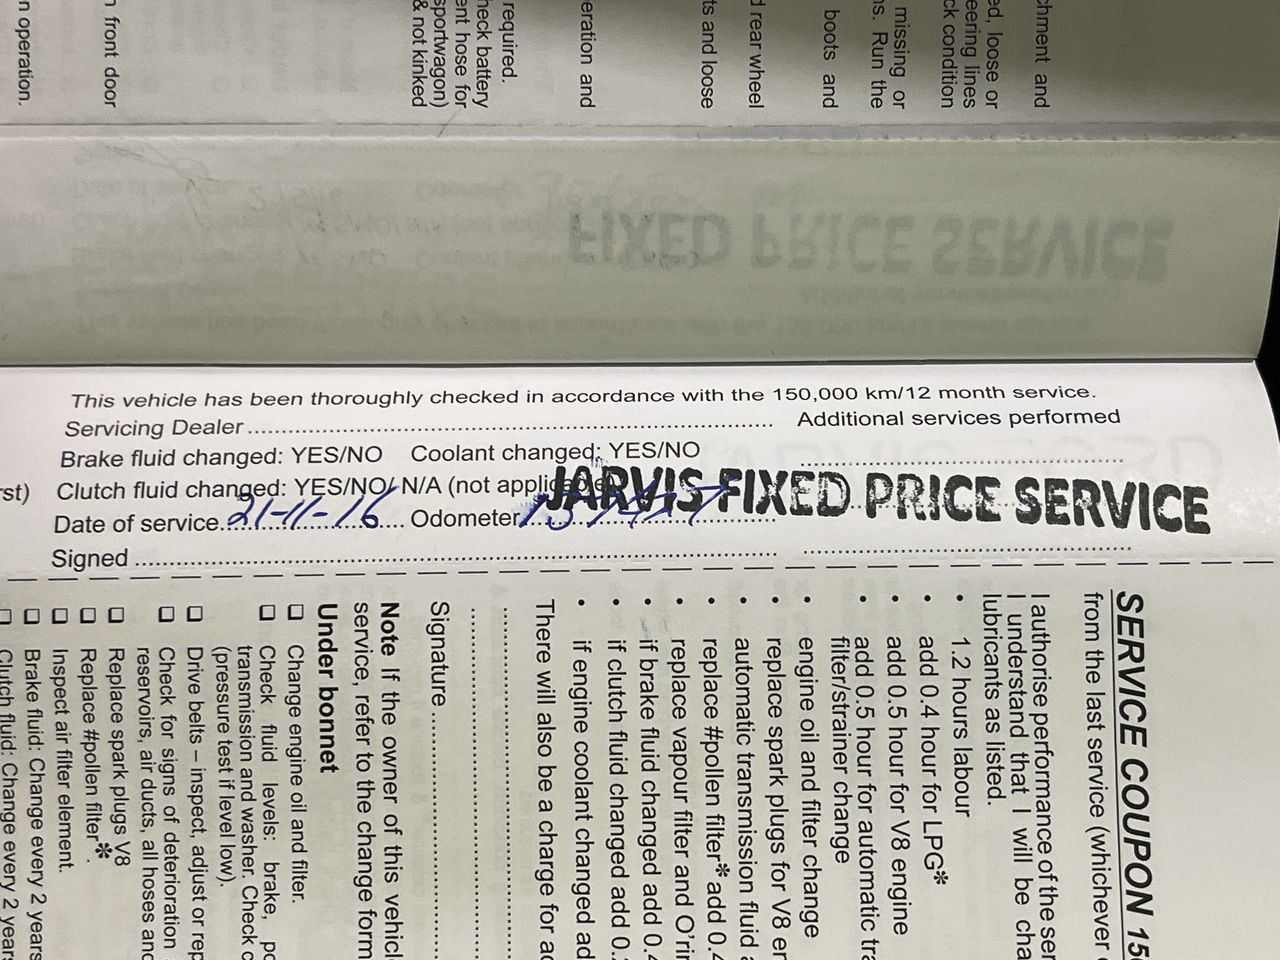 n operation.
n front door
& not kinked
sportwagon)
ent hose for
heck battery
required.
eration and
ts and loose
d rear wheel
boots and
ns. Run the
missing or
ck condition
eering lines
ed, loose or
chment and
FIXED PRICE SERVICE
This vehicle has been thoroughly checked in accordance with the 150,000 km/12 month service.
Servicing Dealer
Additional services performed
Brake fluid changed: YES/NO Coolant changed: YES/NO
rst) Clutch fluid changed: YES/NO/ N/A (not applic
JARVIS FIXED PRICE SERVICE
Date of service 21-11-16 Odometer
Signed
SERVICE COUPON 15
from the last service (whichever
I authorise performance of the ser
I understand that I will be cha
lubricants as listed.
• 1.2 hours labour
• add 0.4 hour for LPG*
• add 0.5 hour for V8 engine
• add 0.5 hour for automatic tra
filter/strainer change
• engine oil and filter change
• replace spark plugs for V8 en
• automatic transmission fluid a
• replace #pollen filter* add 0.4
• replace vapour filter and O'rin
• if brake fluid changed add 0.4
• if clutch fluid changed add 0.
• if engine coolant changed ad
There will also be a charge for ac
Signature
Note If the owner of this vehicl
service, refer to the change form
Under bonnet
❏ Change engine oil and filter.
❏ Check fluid levels: brake, po
transmission and washer. Check c
(pressure test if level low).
❏ Drive belts – inspect, adjust or rep
❏ Check for signs of deterioration
reservoirs, air ducts, all hoses and
❏ Replace spark plugs V8
❏ Replace #pollen filter*.
❏ Inspect air filter element.
❏ Brake fluid: Change every 2 years
❏ Clutch fluid: Change every 2 years